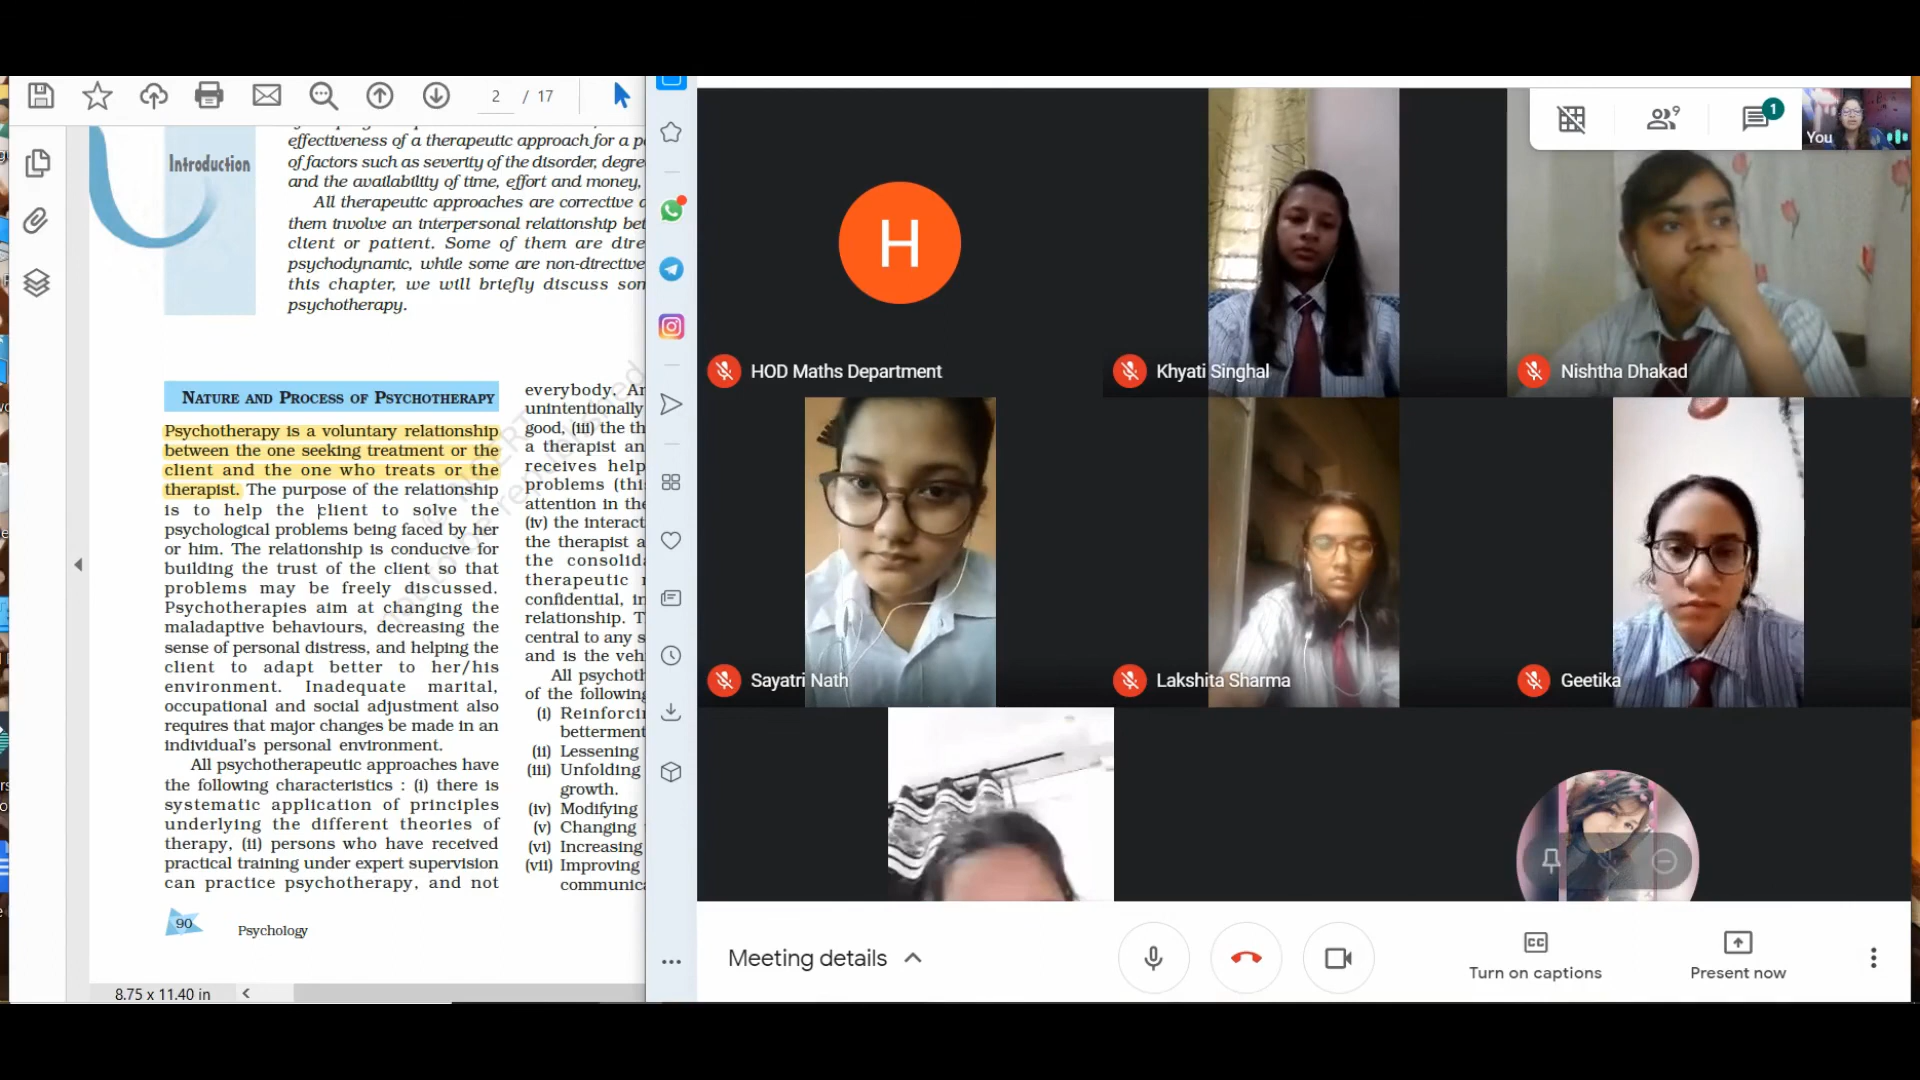 2 / 17
effectiveness of a therapeutic approach for a
Introduction
of factors such as severity of the disorder, degre
and the availability of time, effort and money,
All therapeutic approaches are corrective
them involve an interpersonal relationship bet
client or patient. Some of them are dire
psychodynamic, while some are non-directive
this chapter, we will briefly discuss son
psychotherapy.
NATURE AND PROCESS OF PSYCHOTHERAPY
Psychotherapy is a voluntary relationship
between the one seeking treatment or the
client and the one who treats or the
therapist. The purpose of the relationship
is to help the client to solve the
psychological problems being faced by her
or him. The relationship is conducive for
building the trust of the client so that
problems may be freely discussed.
Psychotherapies aim at changing the
maladaptive behaviours, decreasing the
sense of personal distress, and helping the
client to adapt better to her/his
environment. Inadequate marital,
occupational and social adjustment also
requires that major changes be made in an
individual's personal environment.
All psychotherapeutic approaches have
the following characteristics : (i) there is
systematic application of principles
underlying the different theories of
therapy, (ii) persons who have received
practical training under expert supervision
can practice psychotherapy, and not
everybody. An
unintentionally
good, (iii) the th
a therapist an
receives help
problems (thi
attention in the
(iv) the interact
the therapist a
the consolida
therapeutic
confidential, in
relationship. T
central to any s
and is the veh
All psychot
of the following
(i) Reinforcin
betterment
(ii) Lessening
(iii) Unfolding
growth.
(iv) Modifying
(v) Changing
(vi) Increasing
(vii) Improving
communica
© NCERT
not to be republished
90
Psychology
8.75 x 11.40 in
9
1
You
H
HOD Maths Department
Khyati Singhal
Nishtha Dhakad
Sayatri Nath
Lakshita Sharma
Geetika
Meeting details
CC
Turn on captions
Present now